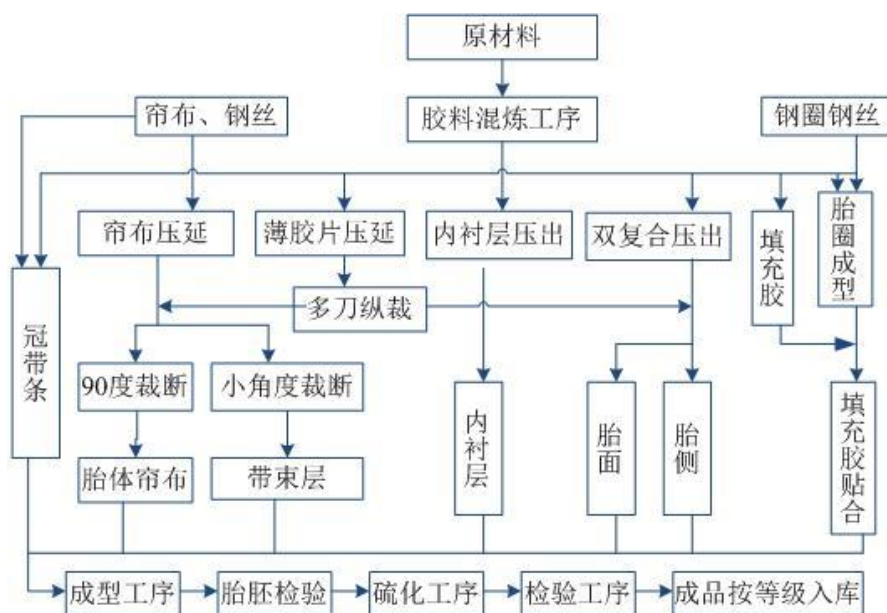 原材料
帘布、钢丝
胶料混炼工序
钢圈钢丝
帘布压延
薄胶片压延
内衬层压出
双复合压出
填充胶
胎圈成型
多刀纵裁
冠带条
90度裁断
小角度裁断
内衬层
胎面
胎侧
填充胶贴合
胎体帘布
带束层
成型工序
胎胚检验
硫化工序
检验工序
成品按等级入库